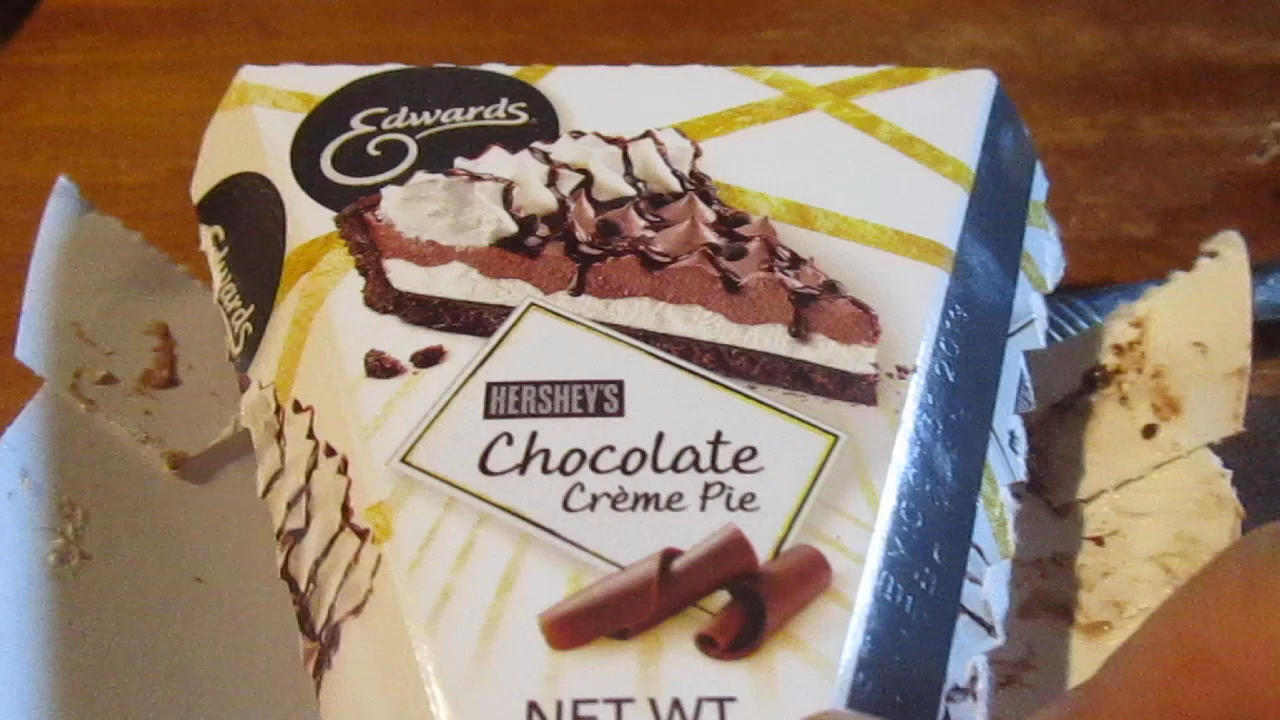 Edwards
Edwards
HERSHEY'S
Chocolate
Crème Pie
NET WT